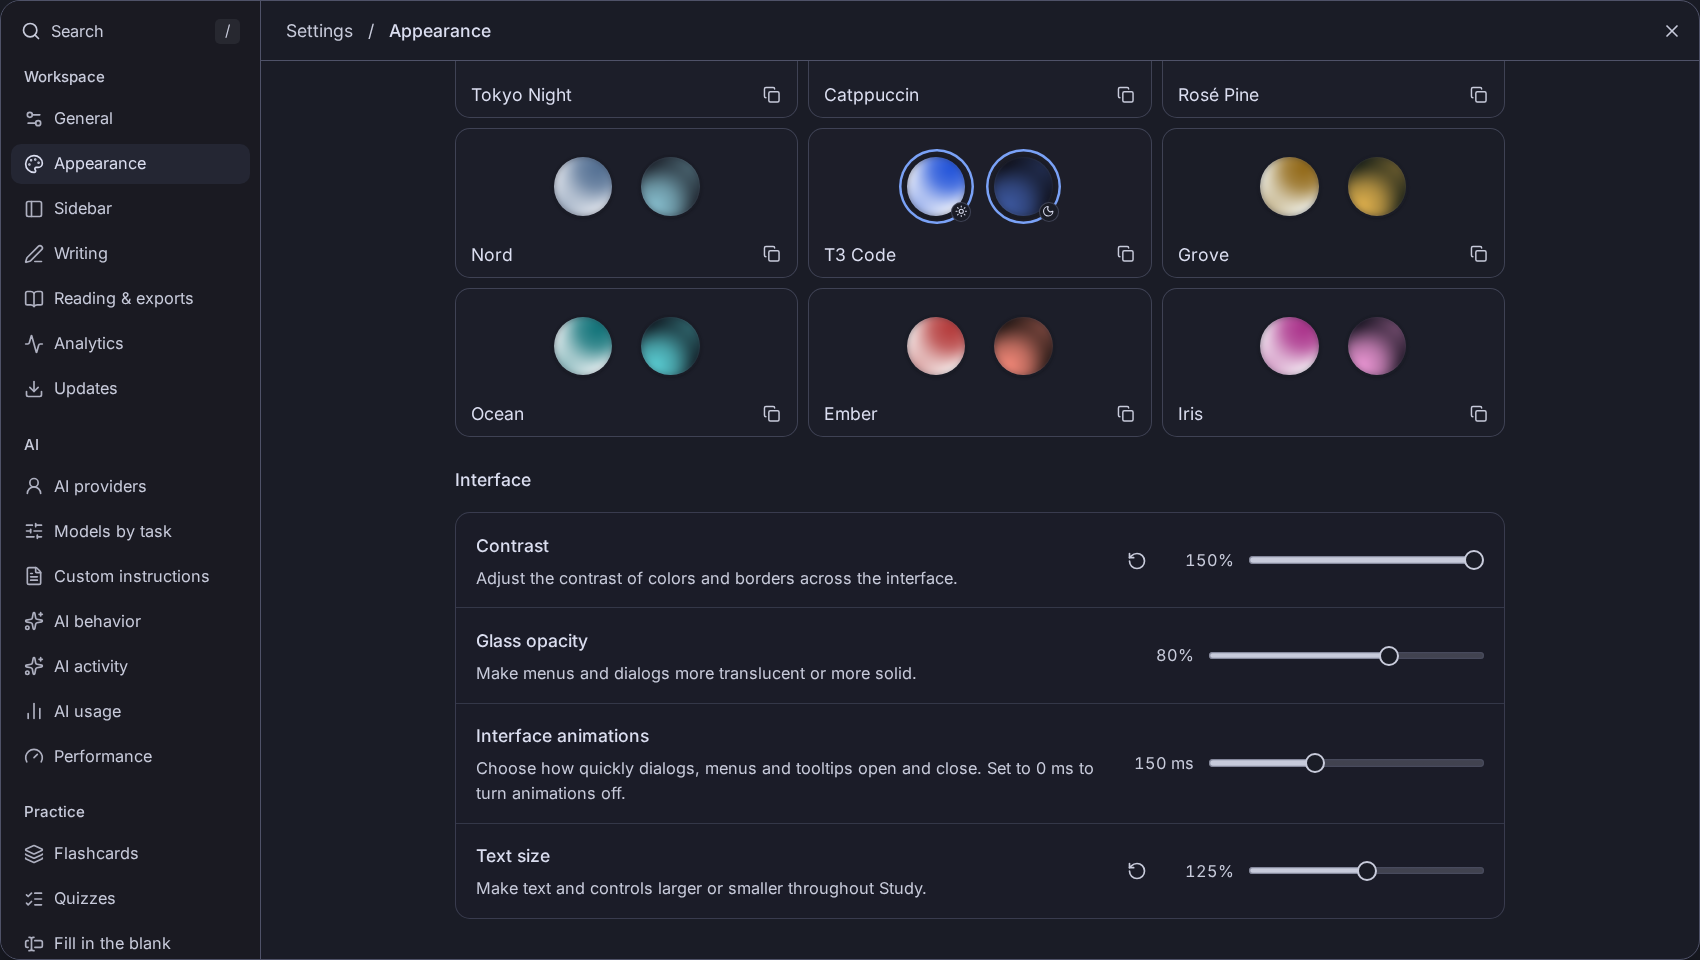 Search
/
Workspace
General
Appearance
Sidebar
Writing
Reading & exports
Analytics
Updates
AI
AI providers
Models by task
Custom instructions
AI behavior
AI activity
AI usage
Performance
Practice
Flashcards
Quizzes
Fill in the blank
Settings / Appearance
Tokyo Night
Catppuccin
Rosé Pine
Nord
T3 Code
Grove
Ocean
Ember
Iris
Interface
Contrast
Adjust the contrast of colors and borders across the interface.
150%
Glass opacity
Make menus and dialogs more translucent or more solid.
80%
Interface animations
Choose how quickly dialogs, menus and tooltips open and close. Set to 0 ms to
turn animations off.
150 ms
Text size
Make text and controls larger or smaller throughout Study.
125%